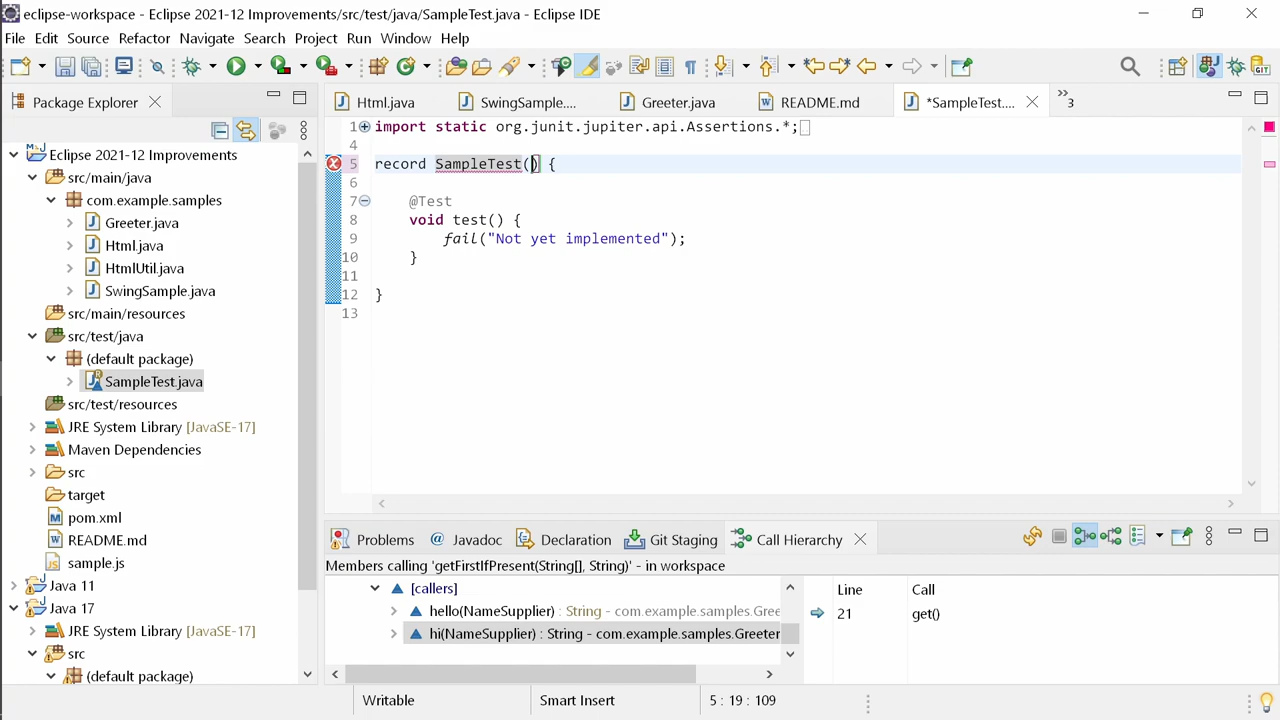 eclipse-workspace - Eclipse 2021-12 Improvements/src/test/java/SampleTest.java - Eclipse IDE
File Edit Source Refactor Navigate Search Project Run Window Help
Package Explorer
Eclipse 2021-12 Improvements
src/main/java
com.example.samples
Greeter.java
Html.java
HtmlUtil.java
SwingSample.java
src/main/resources
src/test/java
(default package)
SampleTest.java
src/test/resources
JRE System Library [JavaSE-17]
Maven Dependencies
src
target
pom.xml
README.md
sample.js
Java 11
Java 17
JRE System Library [JavaSE-17]
src
(default package)
Html.java SwingSample.... Greeter.java README.md *SampleTest.... 3
1 import static org.junit.jupiter.api.Assertions.*;
4
5 record SampleTest() {
6
7 @Test
8 void test() {
9 fail("Not yet implemented");
10 }
11
12 }
13
Problems Javadoc Declaration Git Staging Call Hierarchy
Members calling 'getFirstIfPresent(String[], String)' - in workspace
[callers]
hello(NameSupplier) : String - com.example.samples.Gree
hi(NameSupplier) : String - com.example.samples.Greeter
Line Call
21 get()
Writable Smart Insert 5 : 19 : 109